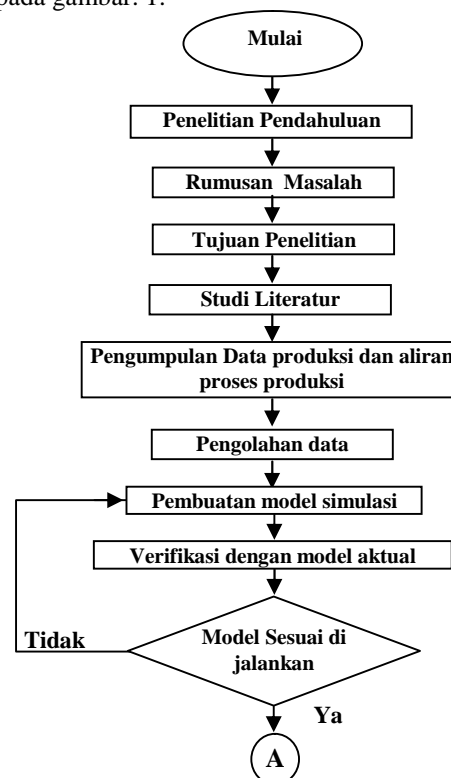 pada gambar. 1.
Mulai
Penelitian Pendahuluan
Rumusan Masalah
Tujuan Penelitian
Studi Literatur
Pengumpulan Data produksi dan aliran
proses produksi
Pengolahan data
Pembuatan model simulasi
Verifikasi dengan model aktual
Model Sesuai di
jalankan
Tidak
Ya
A